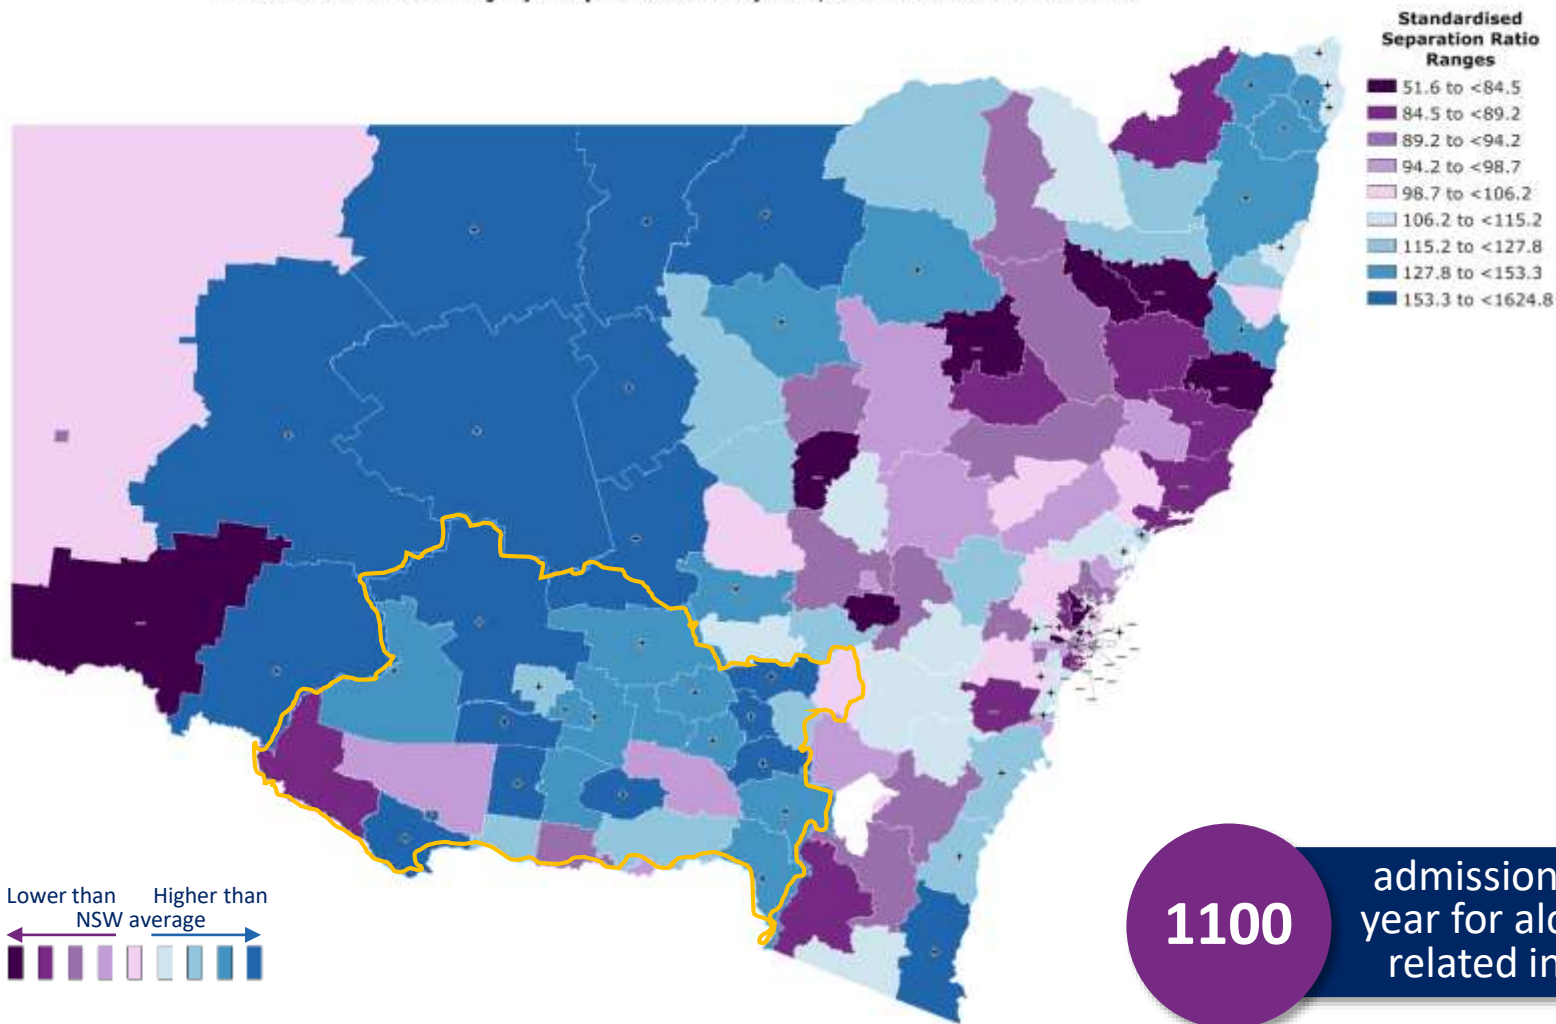 Standardised
Separation Ratio
Ranges
51.6 to <84.5
84.5 to <89.2
89.2 to <94.2
94.2 to <98.7
98.7 to <106.2
106.2 to <115.2
115.2 to <127.8
127.8 to <153.3
153.3 to <1624.8
Lower than Higher than
NSW average
1100
admission
year for
related